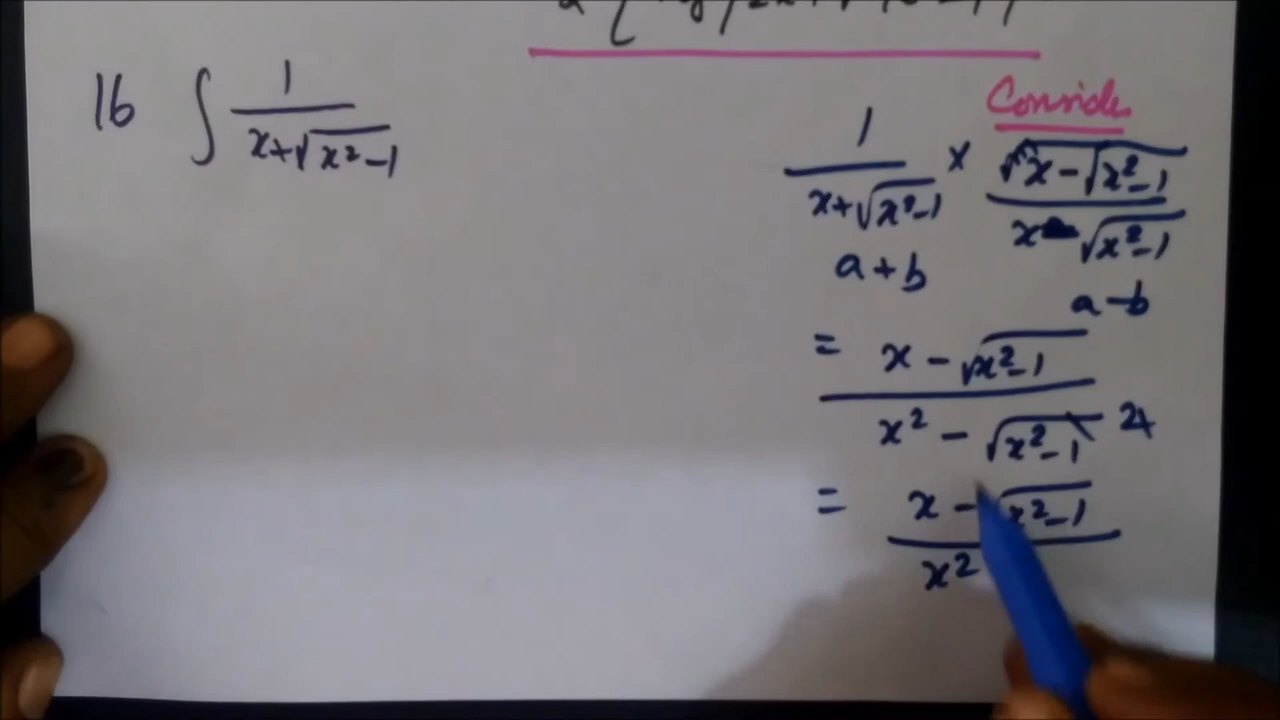 16 ∫ 1/(x+√(x²-1))
Consider
1/(x+√(x²-1)) × (x-√(x²-1))/(x-√(x²-1))
a+b a-b
= (x-√(x²-1))/(x²-√(x²-1)²)
= (x-√(x²-1))/x²